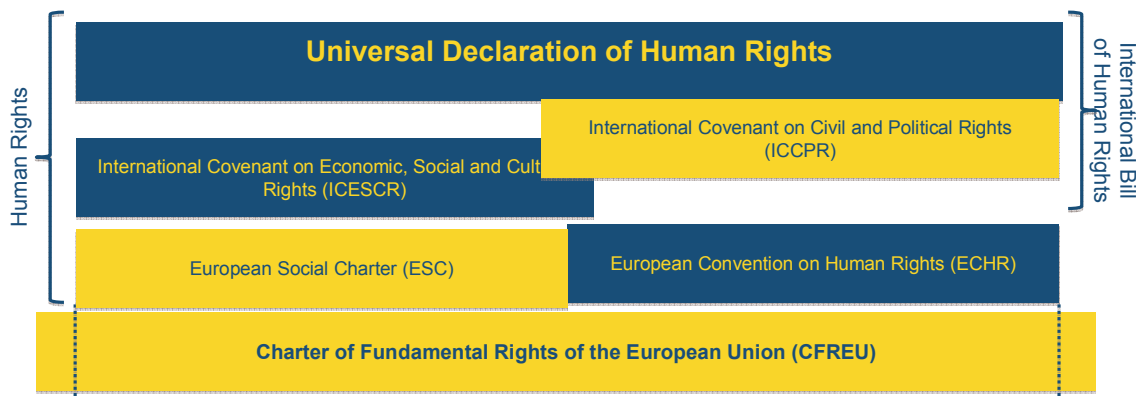 Universal Declaration of Human Rights
International Covenant on Civil and Political Rights
(ICCPR)
International Covenant on Economic, Social and Cult
Rights (ICESCR)
European Social Charter (ESC)
European Convention on Human Rights (ECHR)
Charter of Fundamental Rights of the European Union (CFREU)
Human Rights
International Bill
of Human Rights